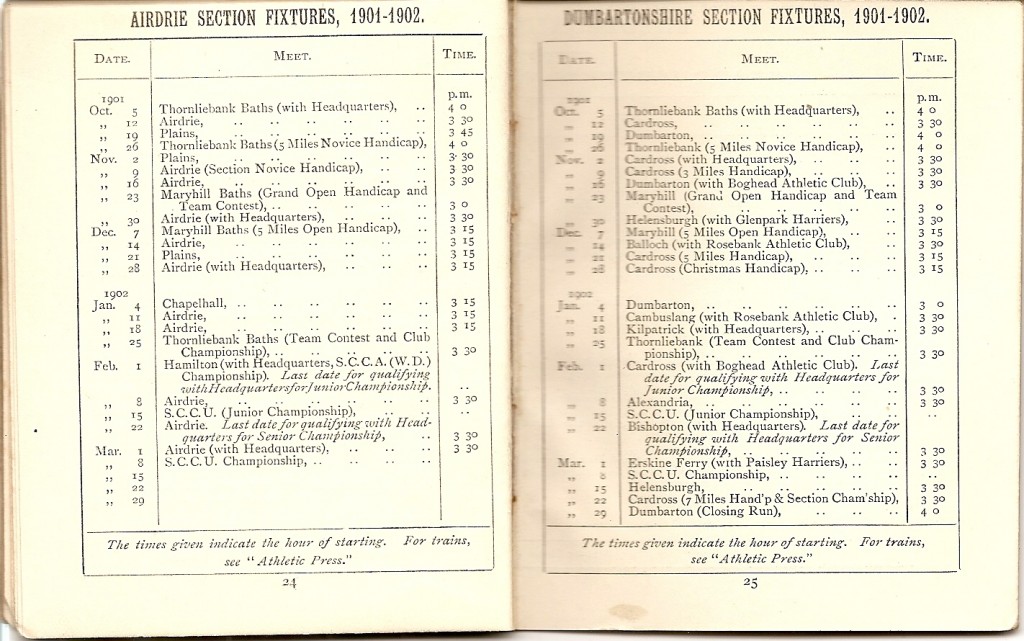 AIRDRIE SECTION FIXTURES, 1901-1902.
DATE. MEET. TIME.
1901 p.m.
Oct. 5 Thornliebank Baths (with Headquarters), .. 4 0
„ 12 Airdrie, .. .. .. .. .. 3 30
„ 19 Plains, .. .. .. .. .. 3 45
„ 26 Thornliebank Baths (5 Miles Novice Handicap), 4 0
Nov. 2 Plains, .. .. .. .. .. 3 30
„ 9 Airdrie (Section Novice Handicap), .. .. 3 30
„ 16 Airdrie, .. .. .. .. .. 3 30
„ 23 Maryhill Baths (Grand Open Handicap and
Team Contest), .. .. .. .. 3 0
„ 30 Airdrie (with Headquarters), .. .. .. 3 30
Dec. 7 Maryhill Baths (5 Miles Open Handicap), .. 3 15
„ 14 Airdrie, .. .. .. .. .. 3 15
„ 21 Plains, .. .. .. .. .. 3 15
„ 28 Airdrie (with Headquarters), .. .. .. 3 15
1902
Jan. 4 Chapelhall, .. .. .. .. .. 3 15
„ 11 Airdrie, .. .. .. .. .. 3 15
„ 18 Airdrie, .. .. .. .. .. 3 15
„ 25 Thornliebank Baths (Team Contest and Club
Championship), .. .. .. .. 3 30
Feb. 1 Hamilton (with Headquarters, S.C.C.A. (W.D.)
Championship). Last date for qualifying
with Headquarters for Junior Championship. ..
„ 8 Airdrie, .. .. .. .. .. 3 30
„ 15 S.C.C.U. (Junior Championship), .. .. ..
„ 22 Airdrie. Last date for qualifying with Head-
quarters for Senior Championship, .. 3 30
Mar. 1 Airdrie (with Headquarters), .. .. .. 3 30
„ 8 S.C.C.U. Championship, .. .. .. .. ..
„ 15
„ 22
„ 29
The times given indicate the hour of starting. For trains,
see "Athletic Press."
24
DUMBARTONSHIRE SECTION FIXTURES, 1901-1902.
DATE. MEET. TIME.
1901 p.m.
Oct. 5 Thornliebank Baths (with Headquarters), .. 4 0
„ 12 Cardross, .. .. .. .. .. 3 30
„ 19 Dumbarton, .. .. .. .. .. 4 0
„ 26 Thornliebank (5 Miles Novice Handicap), .. 4 0
Nov. 2 Cardross (with Headquarters), .. .. .. 3 30
„ 9 Cardross (3 Miles Handicap), .. .. .. 3 30
„ 16 Dumbarton (with Boghead Athletic Club), .. 3 30
„ 23 Maryhill (Grand Open Handicap and Team
Contest), .. .. .. .. .. 3 0
„ 30 Helensburgh (with Glenpark Harriers), .. 3 30
Dec. 7 Maryhill (5 Miles Open Handicap), .. .. 3 15
„ 14 Balloch (with Rosebank Athletic Club), .. 3 30
„ 21 Cardross (5 Miles Handicap), .. .. .. 3 15
„ 28 Cardross (Christmas Handicap), .. .. .. 3 15
1902
Jan. 4 Dumbarton, .. .. .. .. .. 3 0
„ 11 Cambuslang (with Rosebank Athletic Club), . 3 30
„ 18 Kilpatrick (with Headquarters), .. .. .. 3 30
„ 25 Thornliebank (Team Contest and Club Cham-
pionship), .. .. .. .. .. 3 30
Feb. 1 Cardross (with Boghead Athletic Club). Last
date for qualifying with Headquarters for
Junior Championship, .. .. .. .. 3 30
„ 8 Alexandria, .. .. .. .. .. 3 30
„ 15 S.C.C.U. (Junior Championship), .. .. ..
„ 22 Bishopton (with Headquarters). Last date for
qualifying with Headquarters for Senior
Championship, .. .. .. .. .. 3 30
Mar. 1 Erskine Ferry (with Paisley Harriers), .. 3 30
„ 8 S.C.C.U. Championship, .. .. .. ..
„ 15 Helensburgh, .. .. .. .. .. 3 30
„ 22 Cardross (7 Miles Hand'p & Section Cham'ship), 3 30
„ 29 Dumbarton (Closing Run), .. .. .. 4 0
The times given indicate the hour of starting. For trains,
see "Athletic Press."
25